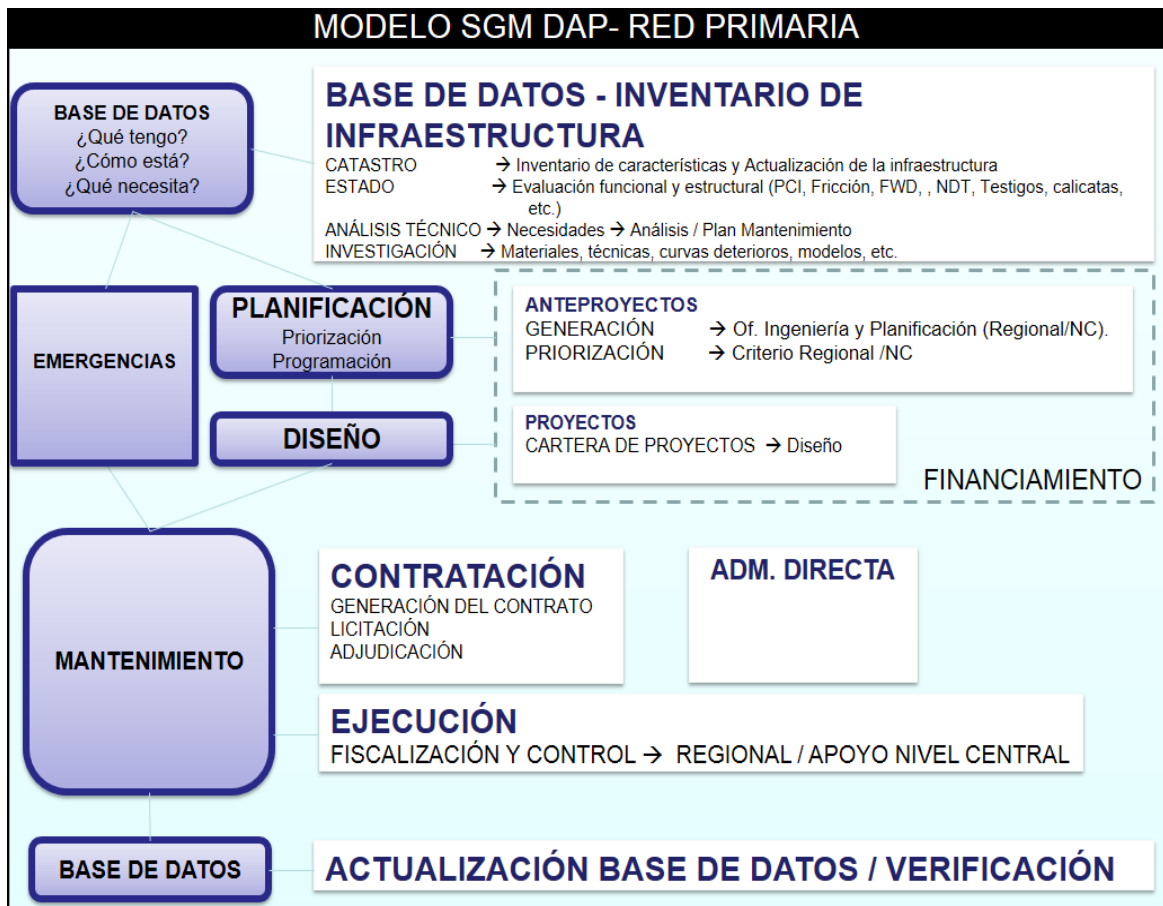 MODELO SGM DAP- RED PRIMARIA
BASE DE DATOS
¿Qué tengo?
¿Cómo está?
¿Qué necesita?
BASE DE DATOS - INVENTARIO DE
INFRAESTRUCTURA
CATASTRO → Inventario de características y Actualización de la infraestructura
ESTADO → Evaluación funcional y estructural (PCI, Fricción, FWD, , NDT, Testigos, calicatas,
etc.)
ANÁLISIS TÉCNICO → Necesidades → Análisis / Plan Mantenimiento
INVESTIGACIÓN → Materiales, técnicas, curvas deterioros, modelos, etc.
EMERGENCIAS
PLANIFICACIÓN
Priorización
Programación
ANTEPROYECTOS
GENERACIÓN → Of. Ingeniería y Planificación (Regional/NC).
PRIORIZACIÓN → Criterio Regional /NC
DISEÑO
PROYECTOS
CARTERA DE PROYECTOS → Diseño
FINANCIAMIENTO
MANTENIMIENTO
CONTRATACIÓN
GENERACIÓN DEL CONTRATO
LICITACIÓN
ADJUDICACIÓN
ADM. DIRECTA
EJECUCIÓN
FISCALIZACIÓN Y CONTROL → REGIONAL / APOYO NIVEL CENTRAL
BASE DE DATOS
ACTUALIZACIÓN BASE DE DATOS / VERIFICACIÓN